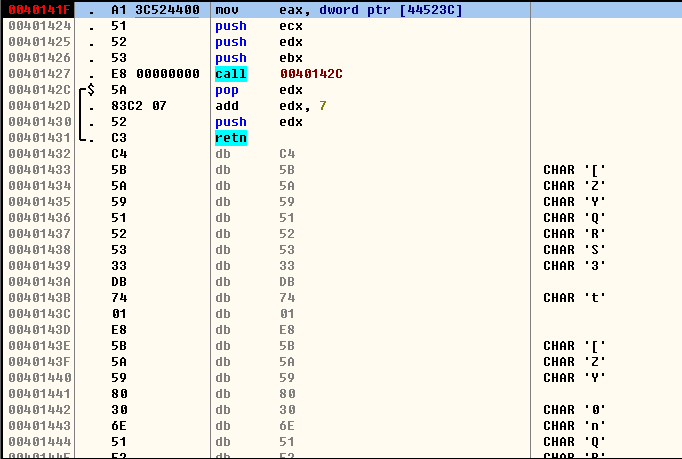 0040141F . A1 3C524400 mov eax, dword ptr [44523C]
00401424 . 51 push ecx
00401425 . 52 push edx
00401426 . 53 push ebx
00401427 . E8 00000000 call 0040142C
0040142C $ 5A pop edx
0040142D . 83C2 07 add edx, 7
00401430 . 52 push edx
00401431 . C3 retn
00401432 C4 db C4
00401433 5B db 5B CHAR '['
00401434 5A db 5A CHAR 'Z'
00401435 59 db 59 CHAR 'Y'
00401436 51 db 51 CHAR 'Q'
00401437 52 db 52 CHAR 'R'
00401438 53 db 53 CHAR 'S'
00401439 33 db 33 CHAR '3'
0040143A DB db DB
0040143B 74 db 74 CHAR 't'
0040143C 01 db 01
0040143D E8 db E8
0040143E 5B db 5B CHAR '['
0040143F 5A db 5A CHAR 'Z'
00401440 59 db 59 CHAR 'Y'
00401441 80 db 80
00401442 30 db 30 CHAR '0'
00401443 6E db 6E CHAR 'n'
00401444 51 db 51 CHAR 'Q'